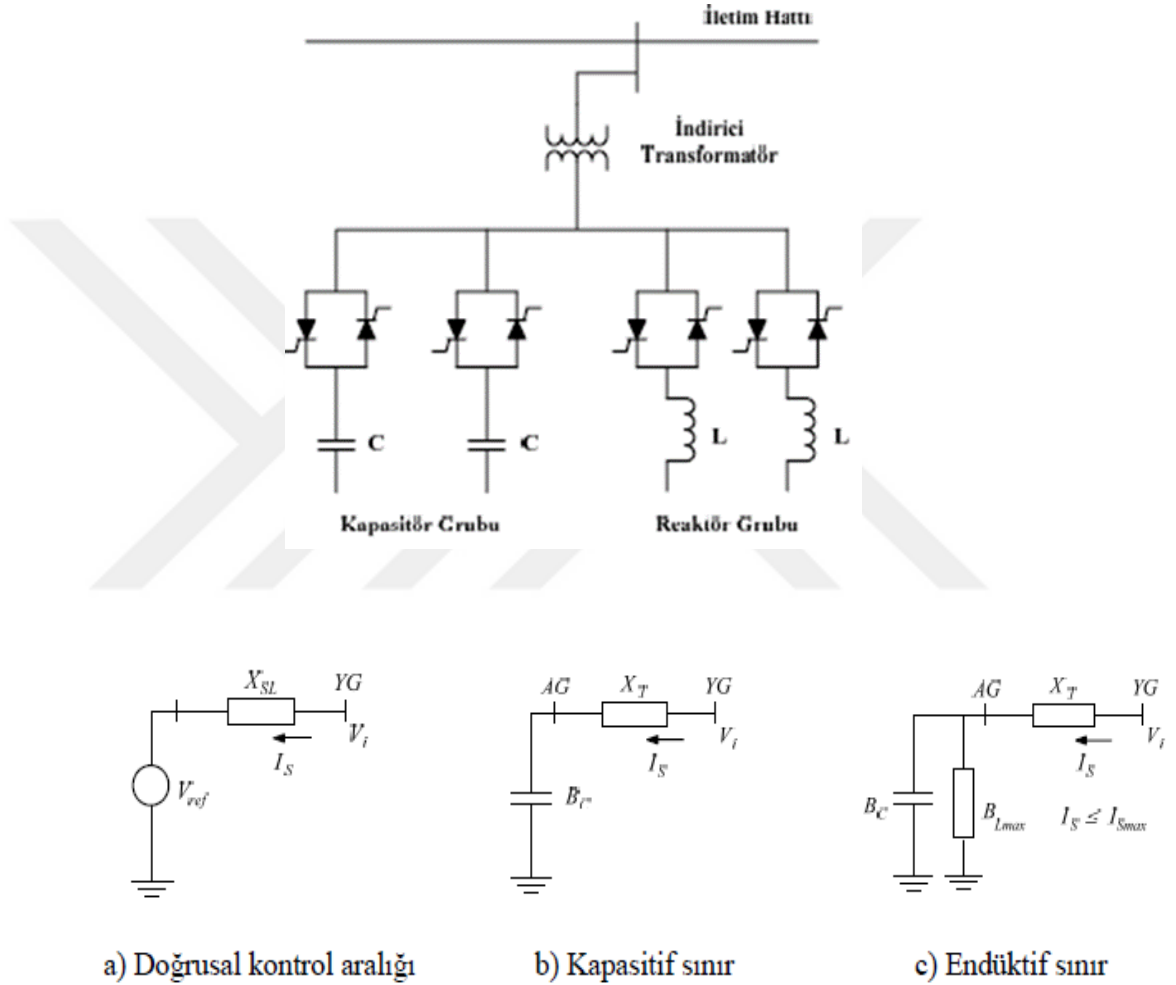 İletim Hattı
İndirici
Transformatör
C
C
L
L
Kapasitör Grubu
Reaktör Grubu
X_SL
YG
V_i
I_S
V_ref
AG
X_T
YG
V_i
I_S
B_C
AG
X_T
YG
V_i
I_S
B_C
B_Lmax
I_S ≤ I_Smax
a) Doğrusal kontrol aralığı
b) Kapasitif sınır
c) Endüktif sınır